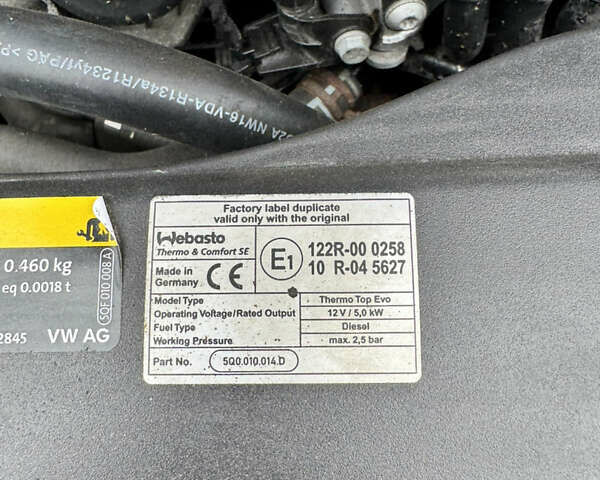 52A NW16-VDA-R134a/R1234yf/PAG >P
0.460 kg
eq 0.0018 t
2845 VW AG
5QF 010 008 A
Factory label duplicate
valid only with the original
Webasto
Thermo & Comfort SE
Made in
Germany
CE
E1
122R-00 0258
10 R-04 5627
Model Type Thermo Top Evo
Operating Voltage/Rated Output 12 V / 5,0 kW
Fuel Type Diesel
Working Pressure max. 2,5 bar
Part No. 5Q0.010.014.D